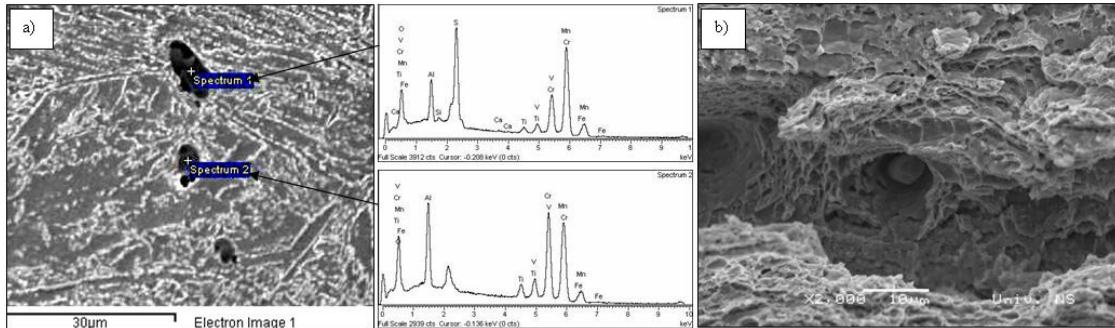 a)
Spectrum 1
Spectrum 2
30µm
Electron Image 1
Spectrum 1
O
V
Cr
Mn
Ti
Fe
Ca
Al
Si
S
Ca
Ca
Ti
V
Ti
V
Cr
Mn
Cr
Mn
Fe
Fe
0 1 2 3 4 5 6 7 8 9 1
Full Scale 3912 cts Cursor: -0.208 keV (0 cts)
keV
Spectrum 2
V
Cr
Mn
Ti
Fe
Al
Ti
V
Ti
Cr
V
Mn
Cr
Mn
Fe
Fe
0 1 2 3 4 5 6 7 8 9 10
Full Scale 2939 cts Cursor: -0.136 keV (0 cts)
keV
b)
X2,000 10µm Univ. NS